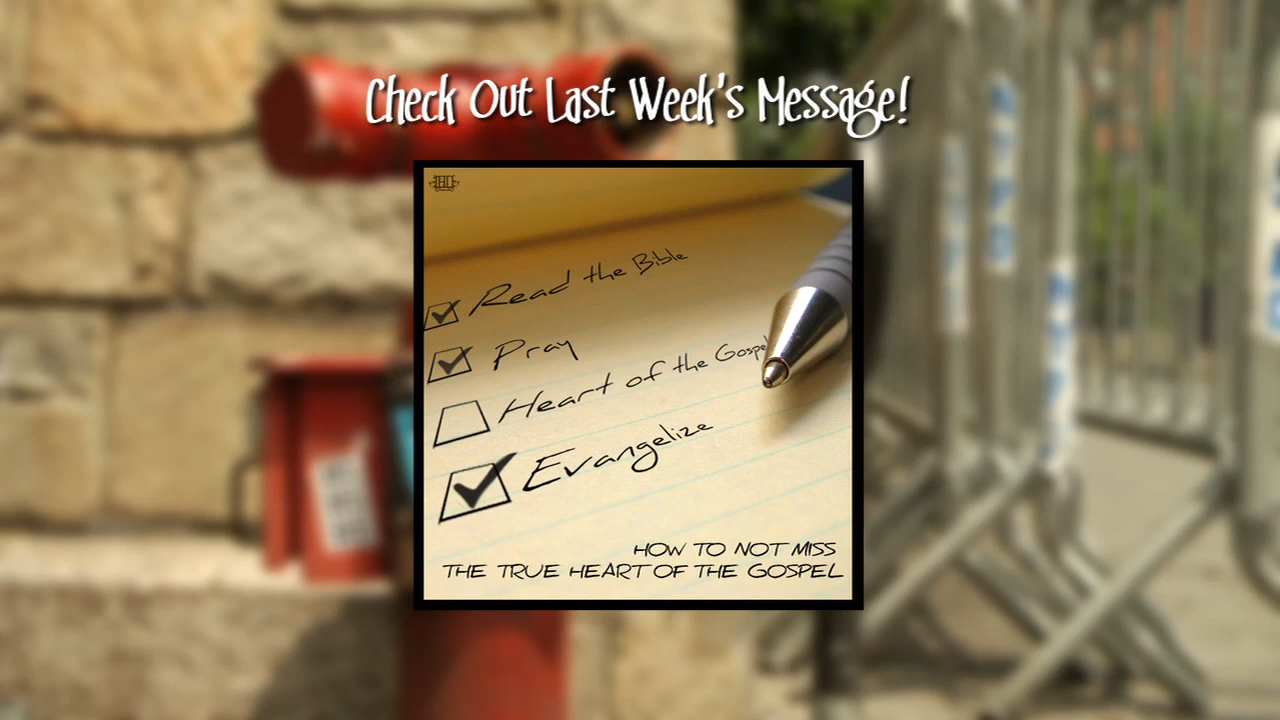 Check Out Last Week's Message!
Read the Bible
Pray
Heart of the Gospel
Evangelize
HOW TO NOT MISS
THE TRUE HEART OF THE GOSPEL